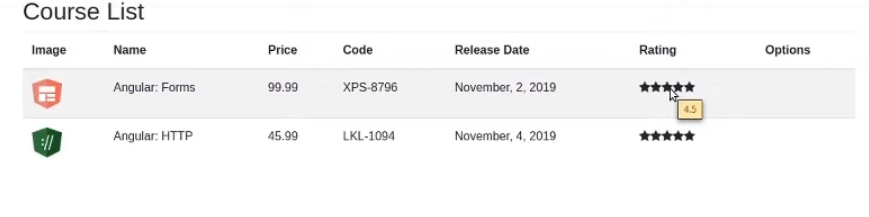 Course List
Image Name Price Code Release Date Rating Options
Angular: Forms 99.99 XPS-8796 November, 2, 2019
4.5
Angular: HTTP 45.99 LKL-1094 November, 4, 2019